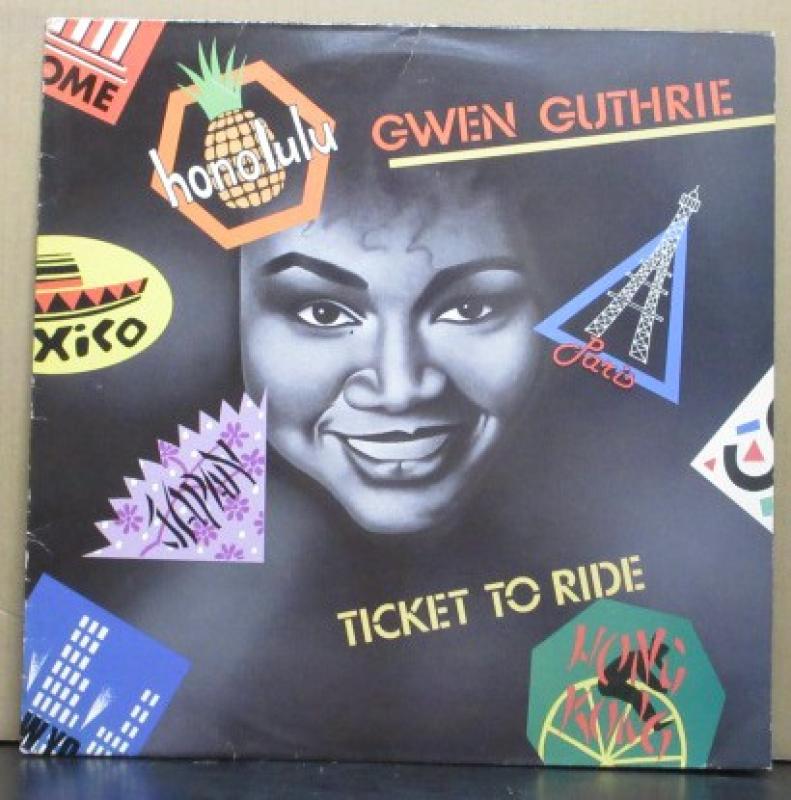 OME
honolulu
GWEN GUTHRIE
xico
Paris
JAPAN
TICKET TO RIDE
HONG
KONG